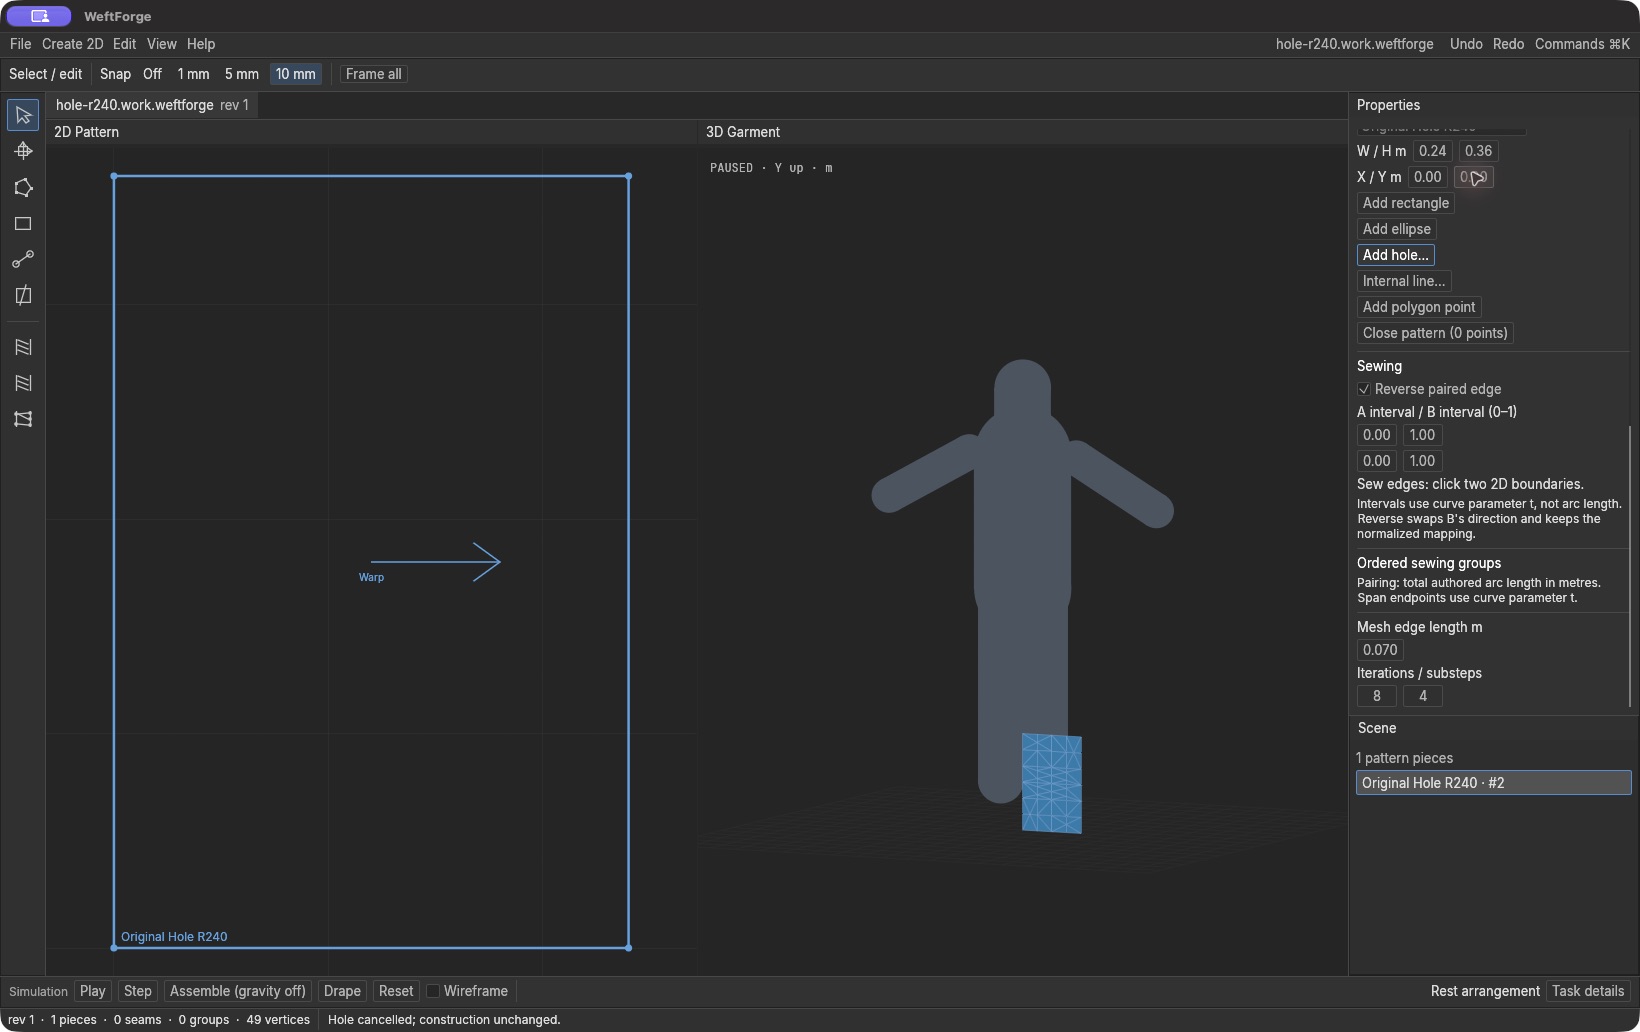 WeftForge
File Create 2D Edit View Help
hole-r240.work.weftforge Undo Redo Commands ⌘K
Select / edit Snap Off 1 mm 5 mm 10 mm Frame all
hole-r240.work.weftforge rev 1
2D Pattern
Warp
Original Hole R240
3D Garment
PAUSED · Y up · m
Properties
Original Hole R240
W / H m 0.24 0.36
X / Y m 0.00
Add rectangle
Add ellipse
Add hole...
Internal line...
Add polygon point
Close pattern (0 points)
Sewing
Reverse paired edge
A interval / B interval (0–1)
0.00 1.00
0.00 1.00
Sew edges: click two 2D boundaries.
Intervals use curve parameter t, not arc length.
Reverse swaps B's direction and keeps the
normalized mapping.
Ordered sewing groups
Pairing: total authored arc length in metres.
Span endpoints use curve parameter t.
Mesh edge length m
0.070
Iterations / substeps
8 4
Scene
1 pattern pieces
Original Hole R240 · #2
Simulation Play Step Assemble (gravity off) Drape Reset Wireframe
Rest arrangement Task details
rev 1 · 1 pieces · 0 seams · 0 groups · 49 vertices Hole cancelled; construction unchanged.